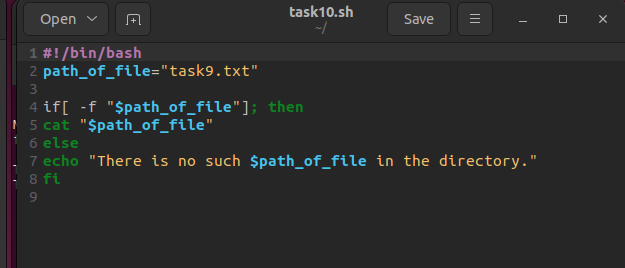 Open
task10.sh
~/
Save
1 #!/bin/bash
2 path_of_file="task9.txt"
3
4 if[ -f "$path_of_file"]; then
5 cat "$path_of_file"
6 else
7 echo "There is no such $path_of_file in the directory."
8 fi
9